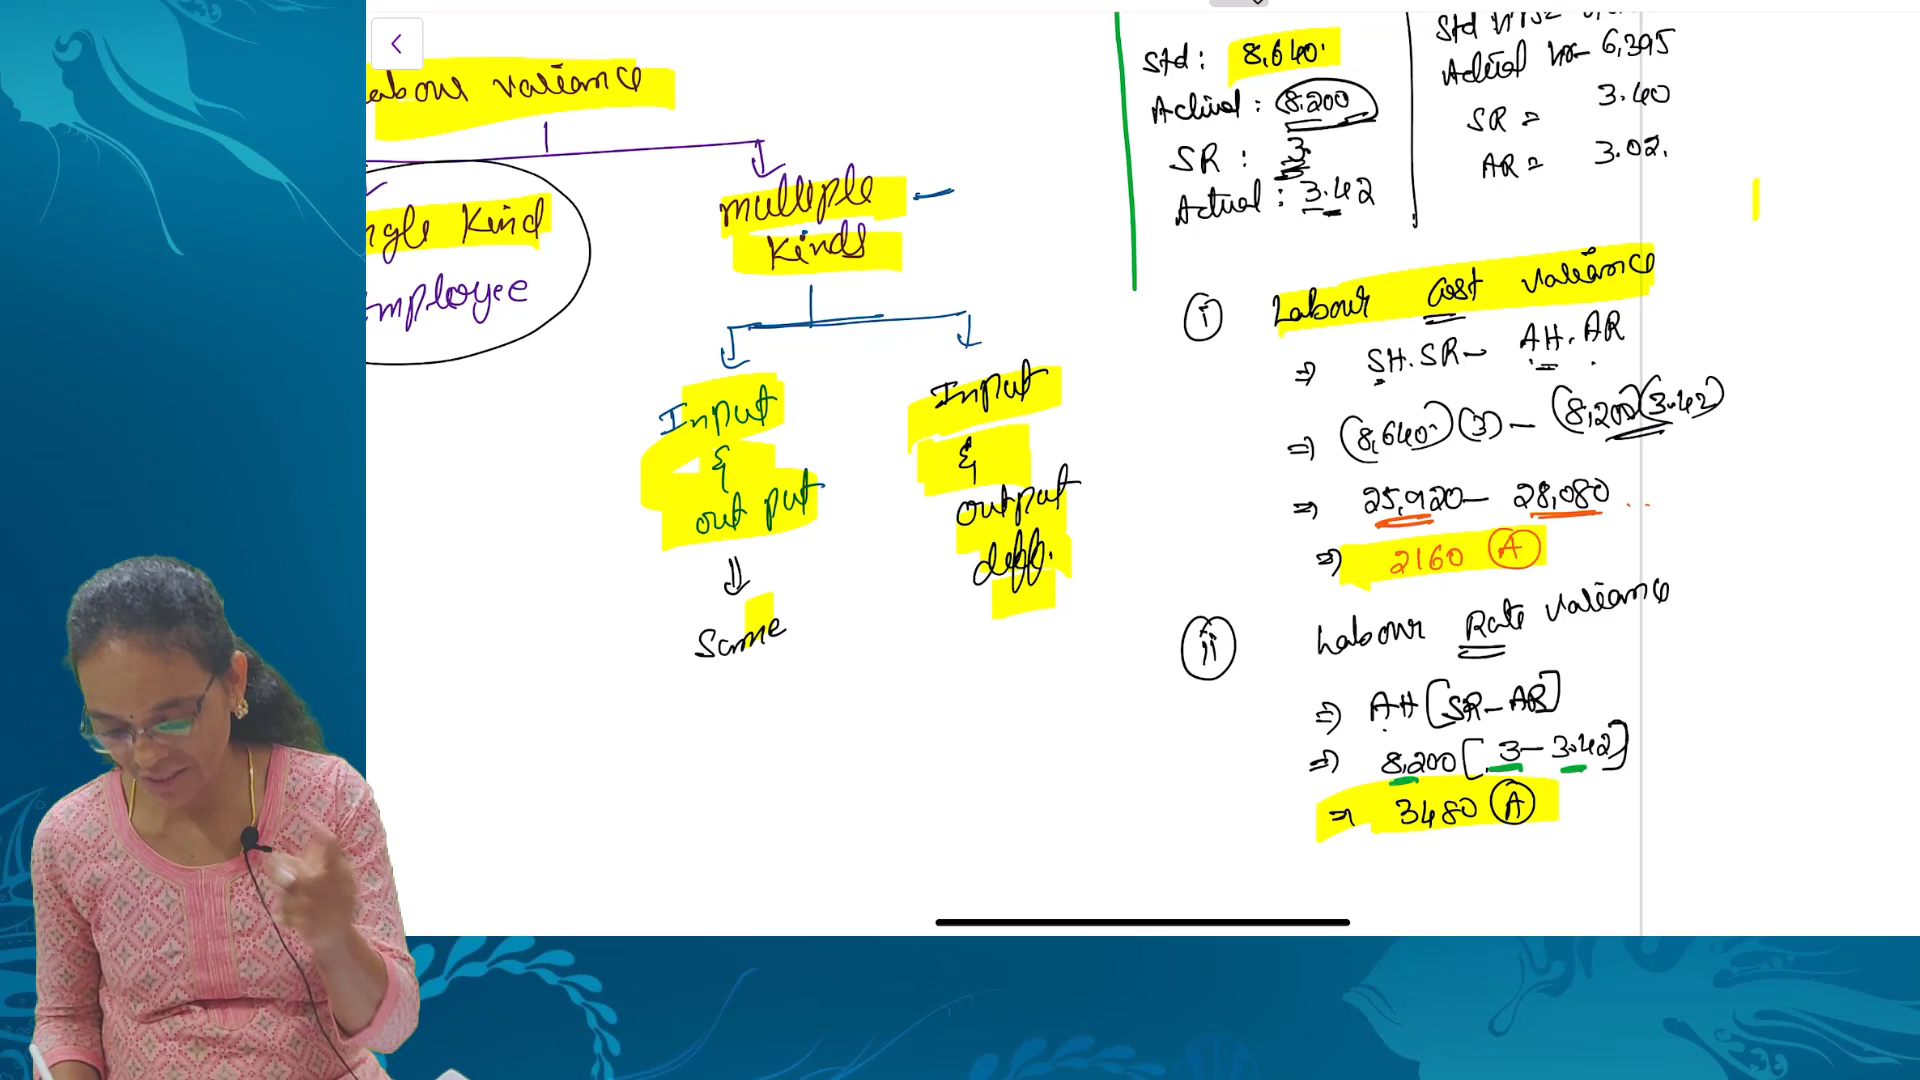 abour variance
ngle Kind
mployee
multiple
kinds
Input
&
out put
Same
Input
&
output
diff.
Std : 8,640.
Actual : 8,200
SR : 3.
Actual : 3.42
Actual hr- 6,395
SR = 3.40
AR = 3.02.
i Labour Cost Variance
⇒ SH.SR - AH.AR
⇒ (8,640)(3) - (8,200)(3.42)
⇒ 25,920 - 28,080 ..
⇒ 2160 A
ii Labour Rate Variance
⇒ AH [SR - AR]
⇒ 8,200 [3 - 3.42]
⇒ 3480 A